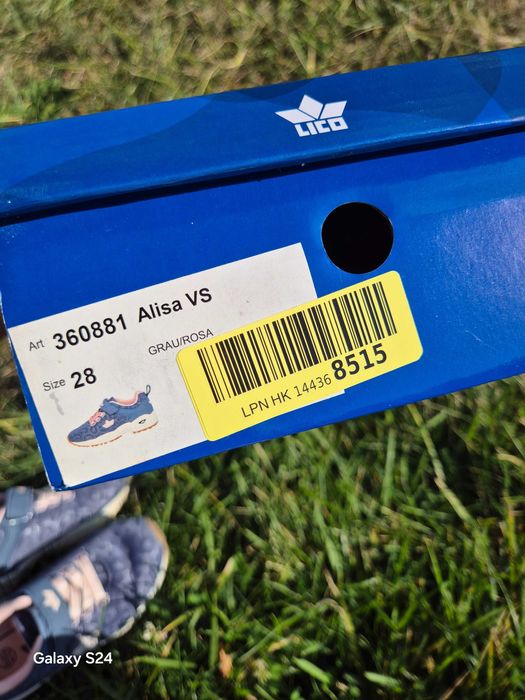 LICO
Art 360881 Alisa VS
GRAU/ROSA
Size 28
LPN HK 14436 8515
Galaxy S24